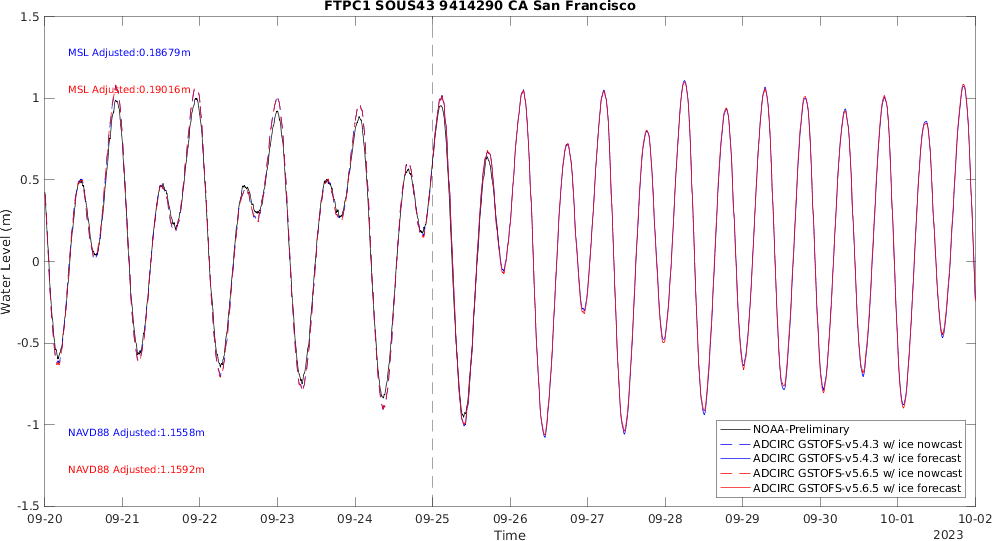 FTPC1 SOUS43 9414290 CA San Francisco
1.5
1
0.5
0
-0.5
-1
-1.5
Water Level (m)
MSL Adjusted:0.18679m
MSL Adjusted:0.19016m
NAVD88 Adjusted:1.1558m
NAVD88 Adjusted:1.1592m
NOAA-Preliminary
ADCIRC GSTOFS-v5.4.3 w/ ice nowcast
ADCIRC GSTOFS-v5.4.3 w/ ice forecast
ADCIRC GSTOFS-v5.6.5 w/ ice nowcast
ADCIRC GSTOFS-v5.6.5 w/ ice forecast
09-20 09-21 09-22 09-23 09-24 09-25 09-26 09-27 09-28 09-29 09-30 10-01 10-02
Time
2023